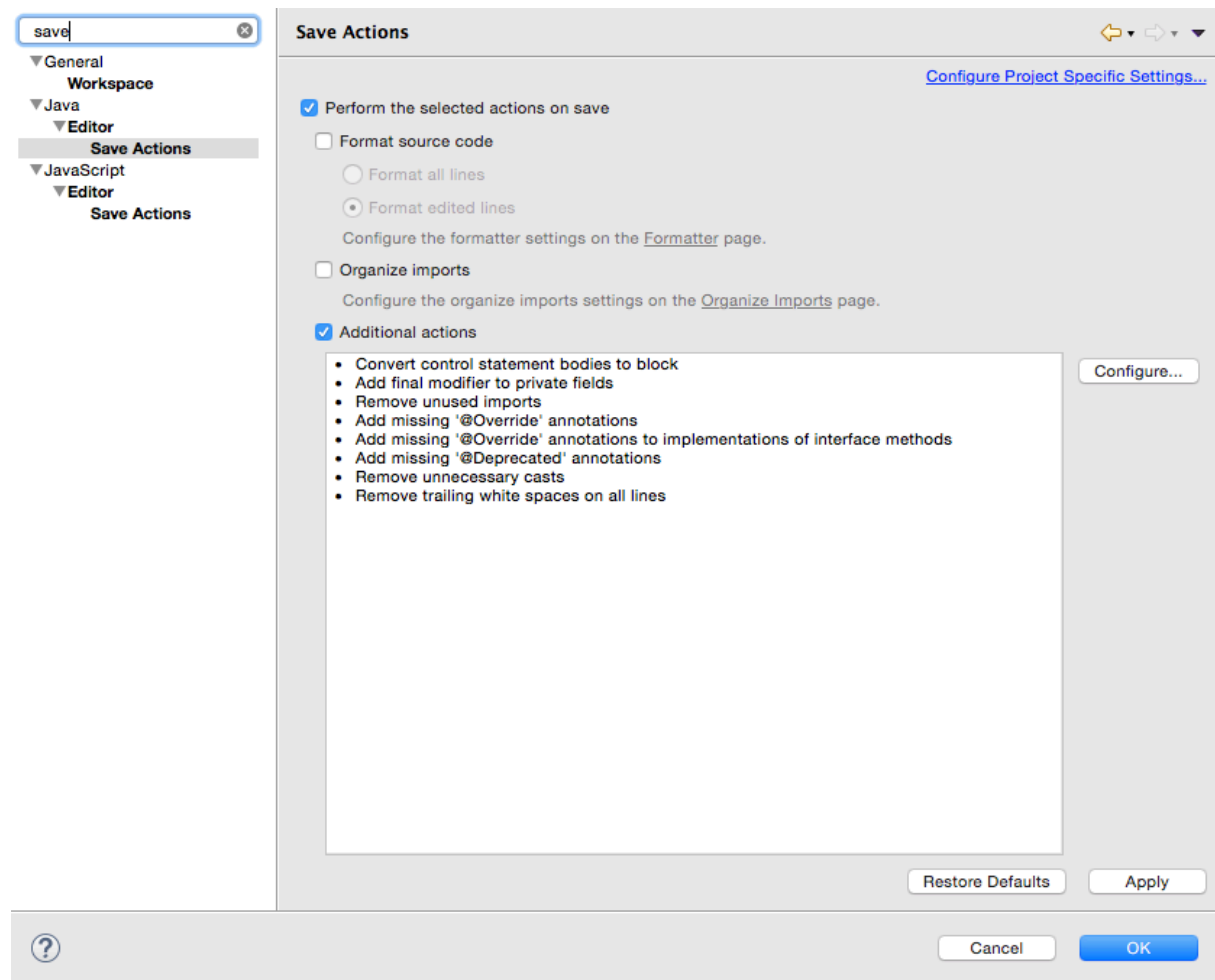 save
General
Workspace
Java
Editor
Save Actions
JavaScript
Editor
Save Actions
Save Actions
Configure Project Specific Settings...
Perform the selected actions on save
Format source code
Format all lines
Format edited lines
Configure the formatter settings on the Formatter page.
Organize imports
Configure the organize imports settings on the Organize Imports page.
Additional actions
• Convert control statement bodies to block
• Add final modifier to private fields
• Remove unused imports
• Add missing '@Override' annotations
• Add missing '@Override' annotations to implementations of interface methods
• Add missing '@Deprecated' annotations
• Remove unnecessary casts
• Remove trailing white spaces on all lines
Configure...
Restore Defaults
Apply
?
Cancel
OK